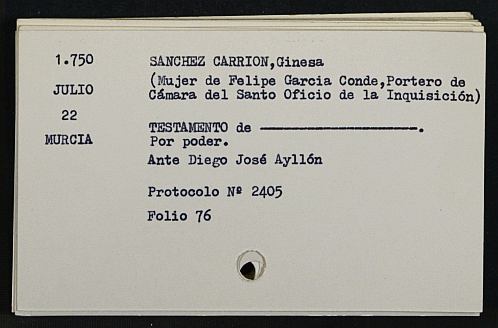 1.750
JULIO
22
MURCIA
SANCHEZ CARRION,Ginesa
(Mujer de Felipe Garcia Conde,Portero de
Cámara del Santo Oficio de la Inquisición)
TESTAMENTO de ————————————.
Por poder.
Ante Diego José Ayllón
Protocolo Nº 2405
Folio 76